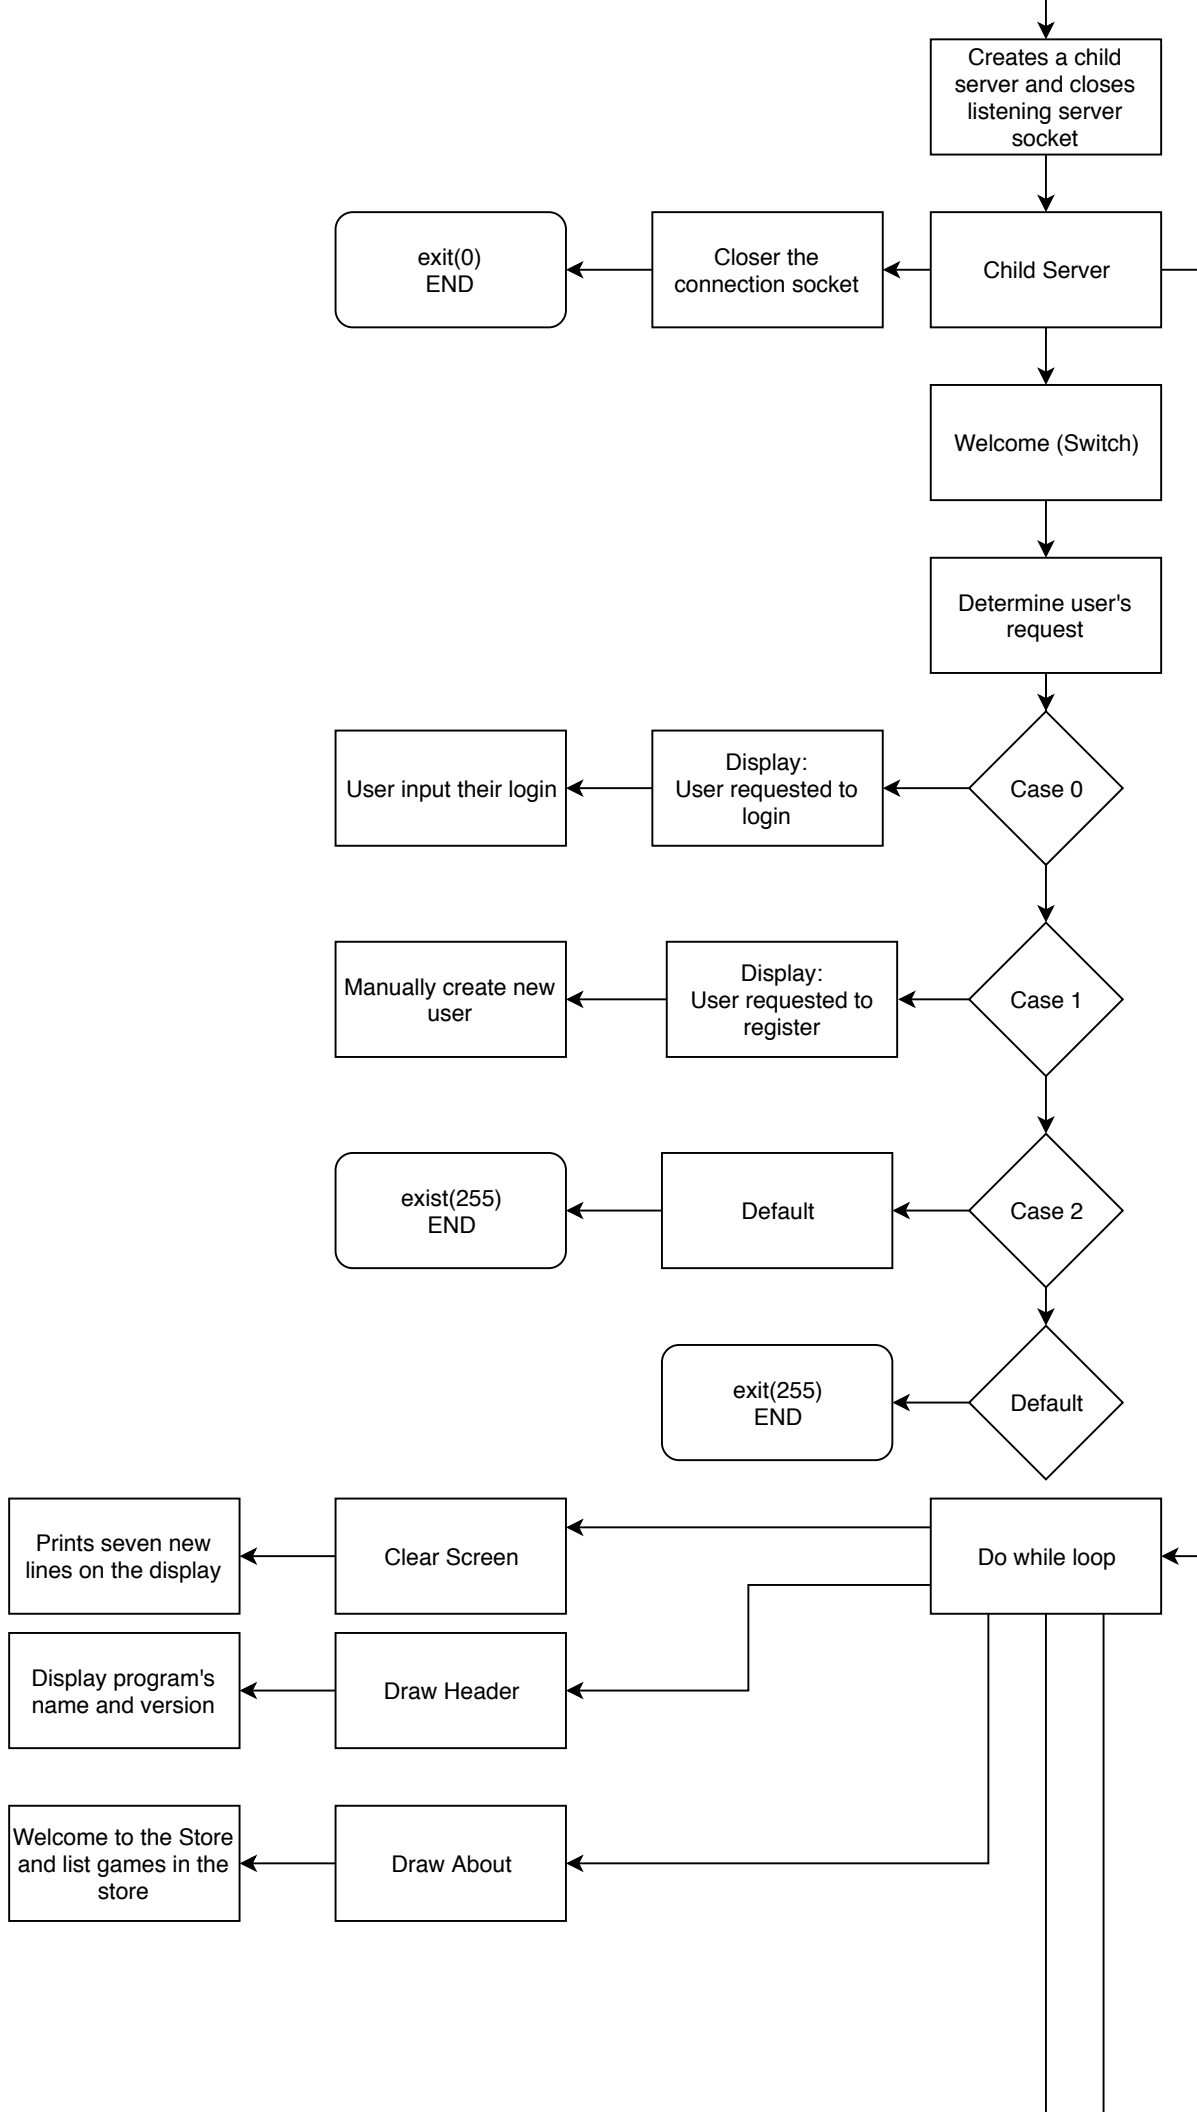 Creates a child
server and closes
listening server
socket
exit(0)
END
Closer the
connection socket
Child Server
Welcome (Switch)
Determine user's
request
User input their login
Display:
User requested to
login
Case 0
Manually create new
user
Display:
User requested to
register
Case 1
exist(255)
END
Default
Case 2
exit(255)
END
Default
Prints seven new
lines on the display
Clear Screen
Do while loop
Display program's
name and version
Draw Header
Welcome to the Store
and list games in the
store
Draw About